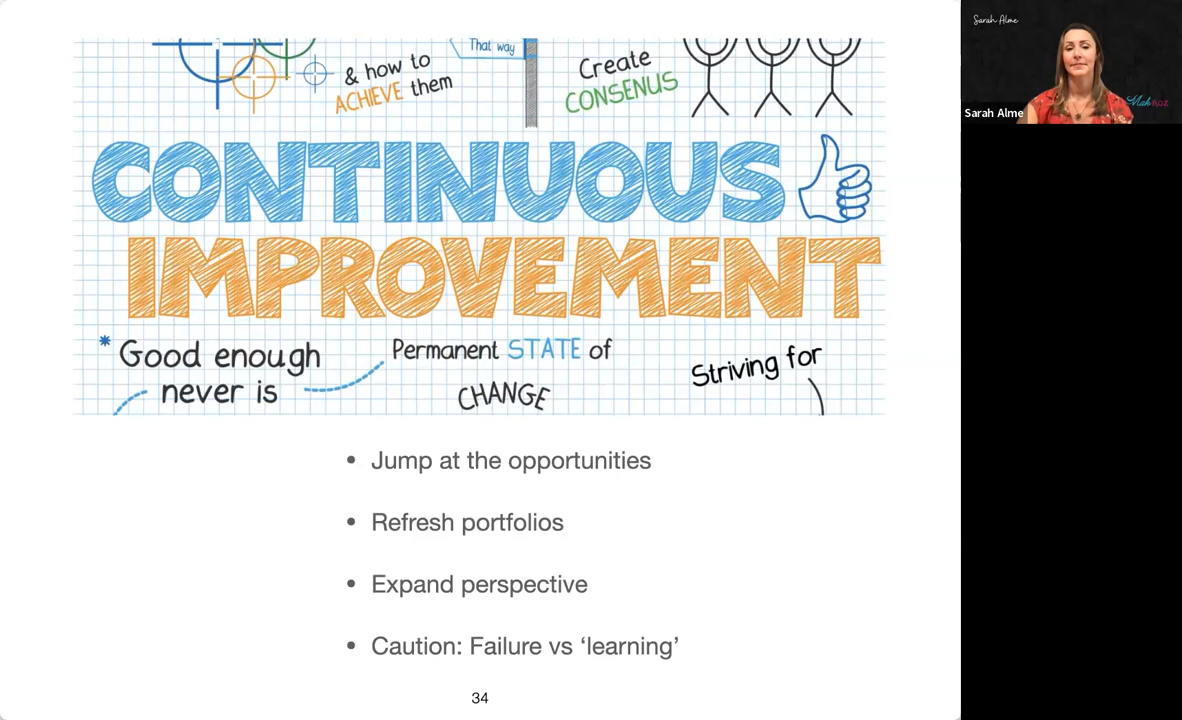 That way
& how to
ACHIEVE them
Create
CONSENUS
CONTINUOUS
IMPROVEMENT
* Good enough
never is
Permanent STATE of
CHANGE
Striving for
• Jump at the opportunities
• Refresh portfolios
• Expand perspective
• Caution: Failure vs ‘learning’
34
Sarah Alme
Sarah Alme